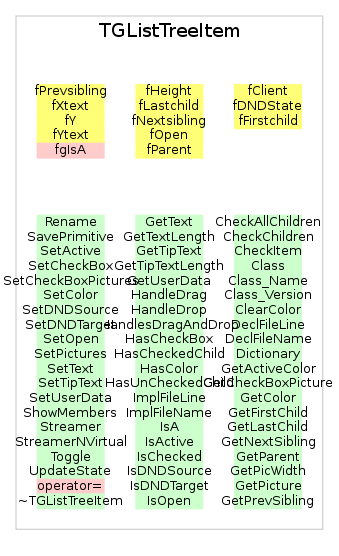 TGListTreeItem
fPrevsibling
fXtext
fY
fYtext
fgIsA
fHeight
fLastchild
fNextsibling
fOpen
fParent
fClient
fDNDState
fFirstchild
Rename
SavePrimitive
SetActive
SetCheckBox
SetCheckBoxPictures
SetColor
SetDNDSource
SetDNDTarget
SetOpen
SetPictures
SetText
SetTipText
SetUserData
ShowMembers
Streamer
StreamerNVirtual
Toggle
UpdateState
operator=
~TGListTreeItem
GetText
GetTextLength
GetTipText
GetTipTextLength
GetUserData
HandleDrag
HandleDrop
HandlesDragAndDrop
HasCheckBox
HasCheckedChild
HasColor
HasUnCheckedChild
ImplFileLine
ImplFileName
IsA
IsActive
IsChecked
IsDNDSource
IsDNDTarget
IsOpen
CheckAllChildren
CheckChildren
CheckItem
Class
Class_Name
Class_Version
ClearColor
DeclFileLine
DeclFileName
Dictionary
GetActiveColor
GetCheckBoxPicture
GetColor
GetFirstChild
GetLastChild
GetNextSibling
GetParent
GetPicWidth
GetPicture
GetPrevSibling